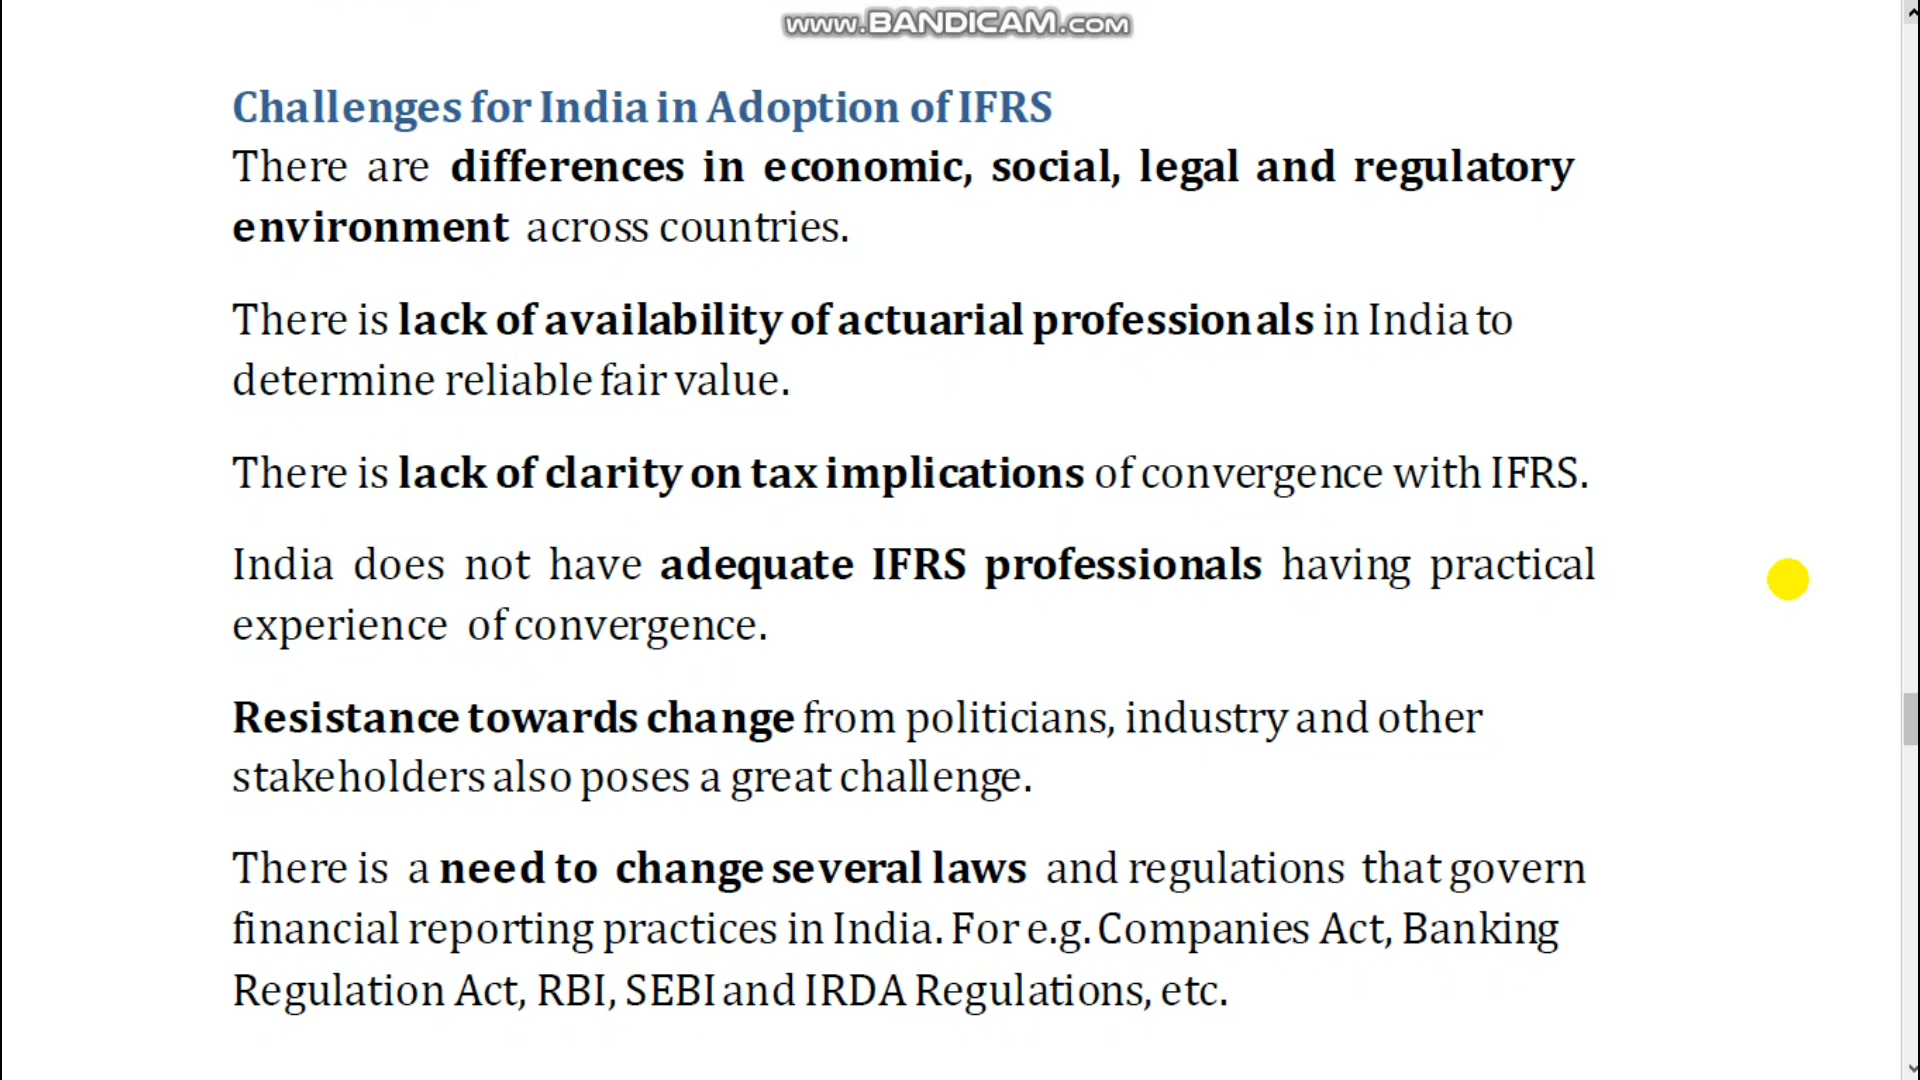 www.BANDICAM.com
Challenges for India in Adoption of IFRS
There are differences in economic, social, legal and regulatory
environment across countries.
There is lack of availability of actuarial professionals in India to
determine reliable fair value.
There is lack of clarity on tax implications of convergence with IFRS.
India does not have adequate IFRS professionals having practical
experience of convergence.
Resistance towards change from politicians, industry and other
stakeholders also poses a great challenge.
There is a need to change several laws and regulations that govern
financial reporting practices in India. For e.g. Companies Act, Banking
Regulation Act, RBI, SEBI and IRDA Regulations, etc.